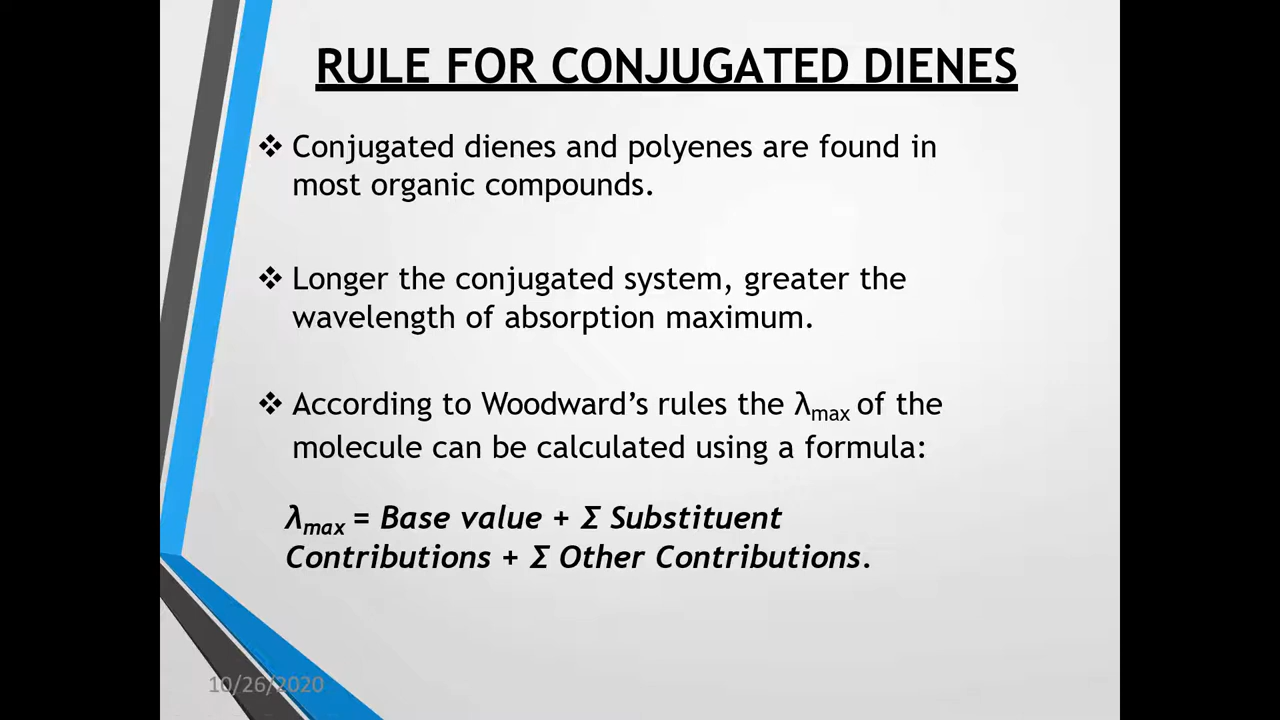 RULE FOR CONJUGATED DIENES
❖ Conjugated dienes and polyenes are found in
most organic compounds.
❖ Longer the conjugated system, greater the
wavelength of absorption maximum.
❖ According to Woodward’s rules the λmax of the
molecule can be calculated using a formula:
λmax = Base value + Σ Substituent
Contributions + Σ Other Contributions.
10/26/2020